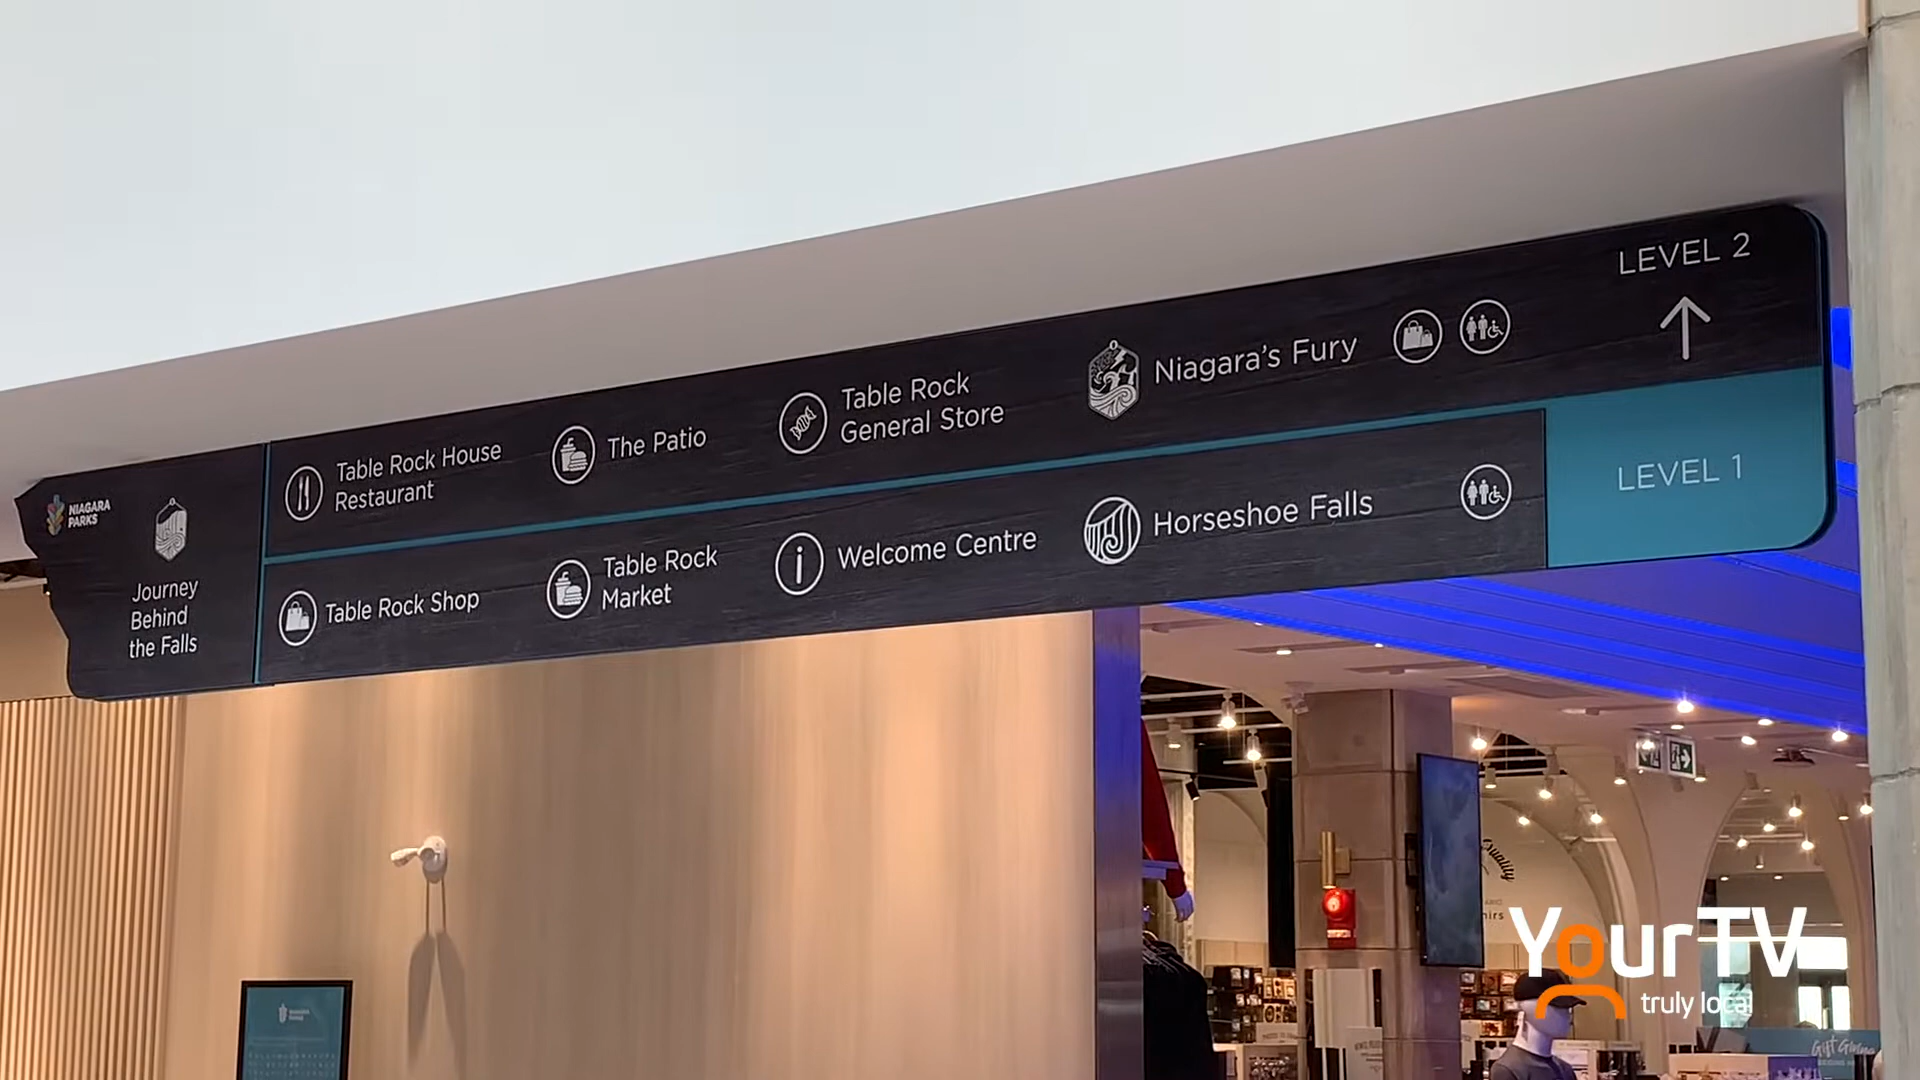 LEVEL 2
Table Rock House
Restaurant
The Patio
Table Rock
General Store
Niagara's Fury
NIAGARA
PARKS
Journey
Behind
the Falls
Table Rock Shop
Table Rock
Market
Welcome Centre
Horseshoe Falls
LEVEL 1
YourTV
truly local